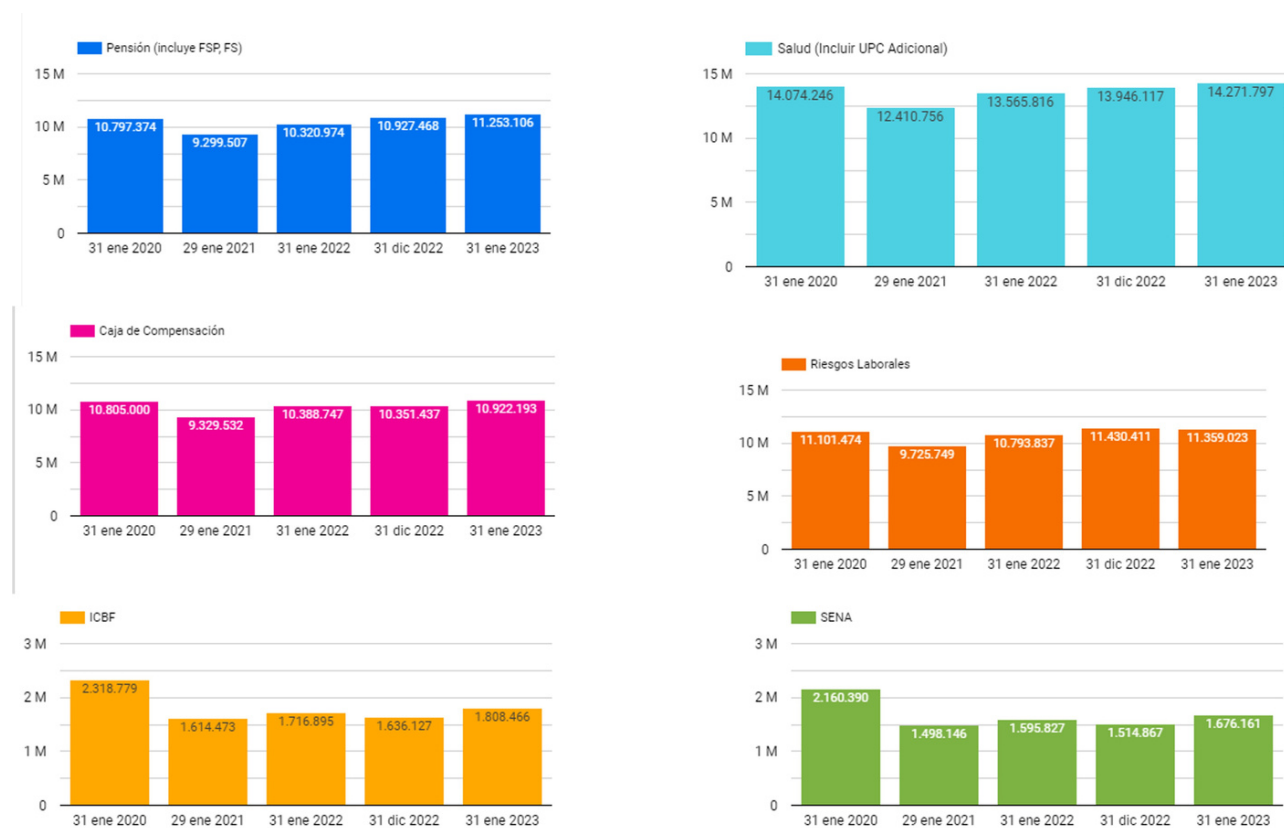 Pensión (incluye FSP, FS)
15 M
10 M
5 M
0
10.797.374
9.299.507
10.320.974
10.927.468
11.253.106
31 ene 2020
29 ene 2021
31 ene 2022
31 dic 2022
31 ene 2023
Salud (Incluir UPC Adicional)
15 M
10 M
5 M
0
14.074.246
12.410.756
13.565.816
13.946.117
14.271.797
31 ene 2020
29 ene 2021
31 ene 2022
31 dic 2022
31 ene 2023
Caja de Compensación
15 M
10 M
5 M
0
10.805.000
9.329.532
10.388.747
10.351.437
10.922.193
31 ene 2020
29 ene 2021
31 ene 2022
31 dic 2022
31 ene 2023
Riesgos Laborales
15 M
10 M
5 M
0
11.101.474
9.725.749
10.793.837
11.430.411
11.359.023
31 ene 2020
29 ene 2021
31 ene 2022
31 dic 2022
31 ene 2023
ICBF
3 M
2 M
1 M
0
2.318.779
1.614.473
1.716.895
1.636.127
1.808.466
31 ene 2020
29 ene 2021
31 ene 2022
31 dic 2022
31 ene 2023
SENA
3 M
2 M
1 M
0
2.160.390
1.498.146
1.595.827
1.514.867
1.676.161
31 ene 2020
29 ene 2021
31 ene 2022
31 dic 2022
31 ene 2023